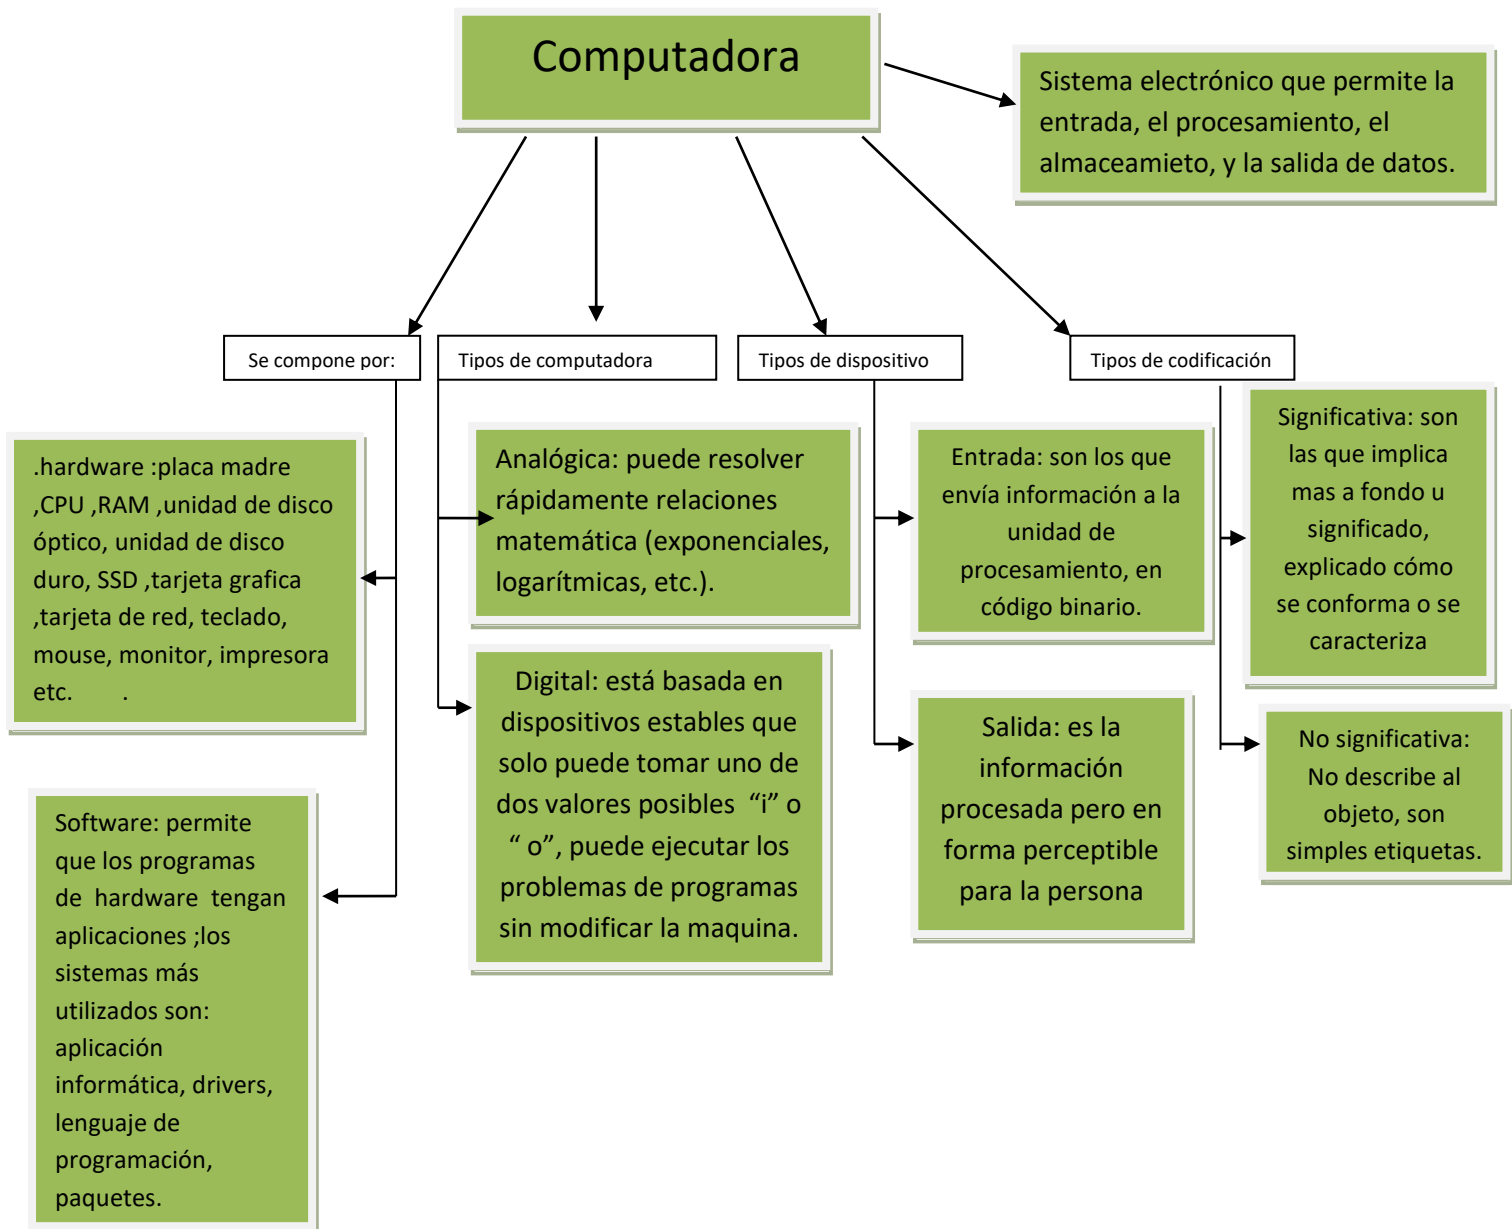 Computadora
Sistema electrónico que permite la
entrada, el procesamiento, el
almaceamieto, y la salida de datos.
Se compone por:
Tipos de computadora
Tipos de dispositivo
Tipos de codificación
.hardware :placa madre
,CPU ,RAM ,unidad de disco
óptico, unidad de disco
duro, SSD ,tarjeta grafica
,tarjeta de red, teclado,
mouse, monitor, impresora
etc. .
Software: permite
que los programas
de hardware tengan
aplicaciones ;los
sistemas más
utilizados son:
aplicación
informática, drivers,
lenguaje de
programación,
paquetes.
Analógica: puede resolver
rápidamente relaciones
matemática (exponenciales,
logarítmicas, etc.).
Digital: está basada en
dispositivos estables que
solo puede tomar uno de
dos valores posibles “i” o
“ o”, puede ejecutar los
problemas de programas
sin modificar la maquina.
Entrada: son los que
envía información a la
unidad de
procesamiento, en
código binario.
Salida: es la
información
procesada pero en
forma perceptible
para la persona
Significativa: son
las que implica
mas a fondo u
significado,
explicado cómo
se conforma o se
caracteriza
No significativa:
No describe al
objeto, son
simples etiquetas.